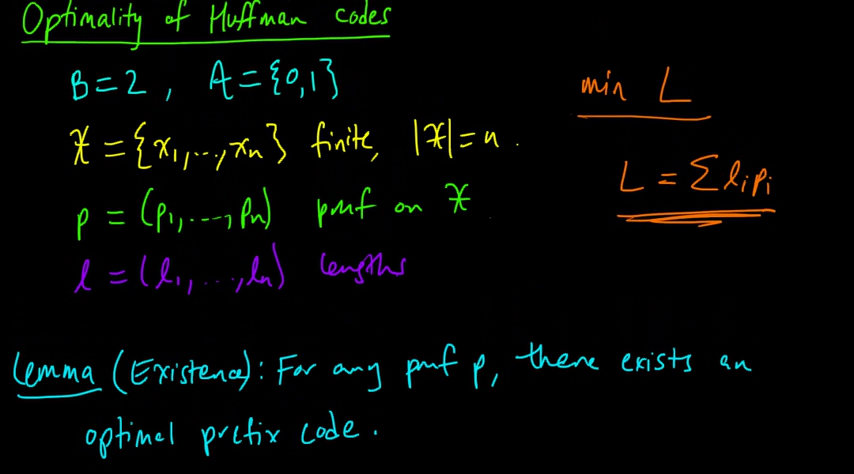 Optimality of Huffman codes
B = 2 , A = {0,1}
min L
X = {x₁,...,xₙ} finite, |X| = n .
L = Σ lᵢpᵢ
p = (p₁,...,pₙ) pmf on X
l = (l₁,...,lₙ) lengths
Lemma (Existence): For any pmf p, there exists an
optimal prefix code.